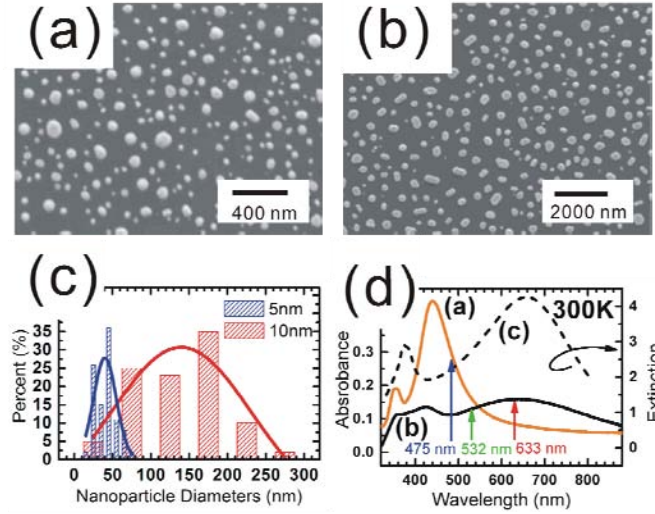 (a)
400 nm
(b)
2000 nm
(c)
5nm
10nm
Percent (%)
35
30
25
20
15
10
5
0
0 50 100 150 200 250 300
Nanoparticle Diameters (nm)
(d)
(a)
(c)
300K
(b)
475 nm
532 nm
633 nm
Abssrobance
0.3
0.2
0.1
0.0
4
3
2
1
0
Extinction
400 500 600 700 800
Wavelength (nm)